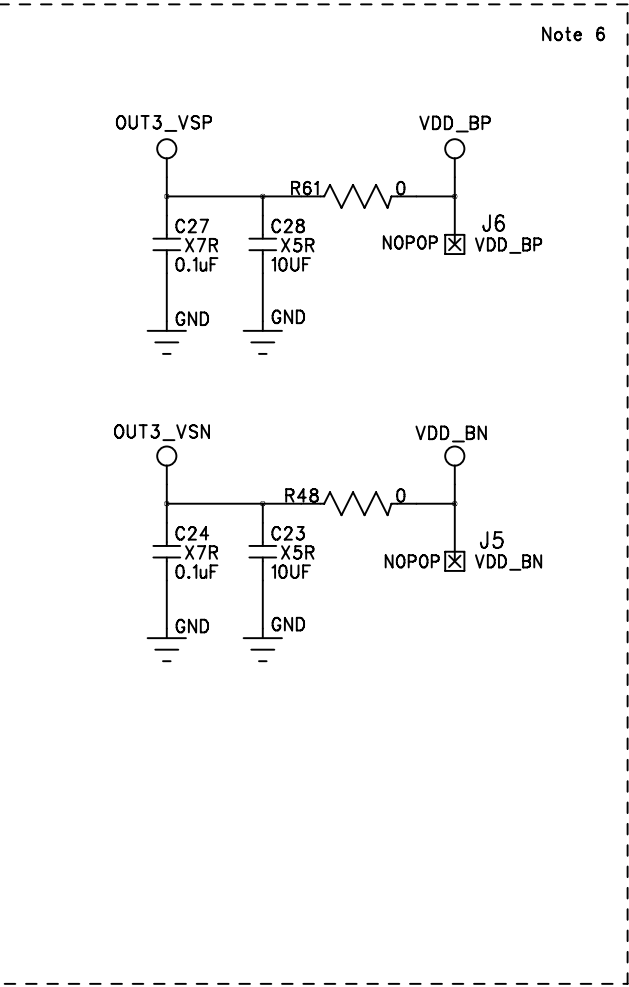 Note 6
OUT3_VSP
VDD_BP
R61
0
C27
X7R
0.1uF
C28
X5R
10UF
J6
NOPOP
VDD_BP
GND
GND
OUT3_VSN
VDD_BN
R48
0
C24
X7R
0.1uF
C23
X5R
10UF
J5
NOPOP
VDD_BN
GND
GND